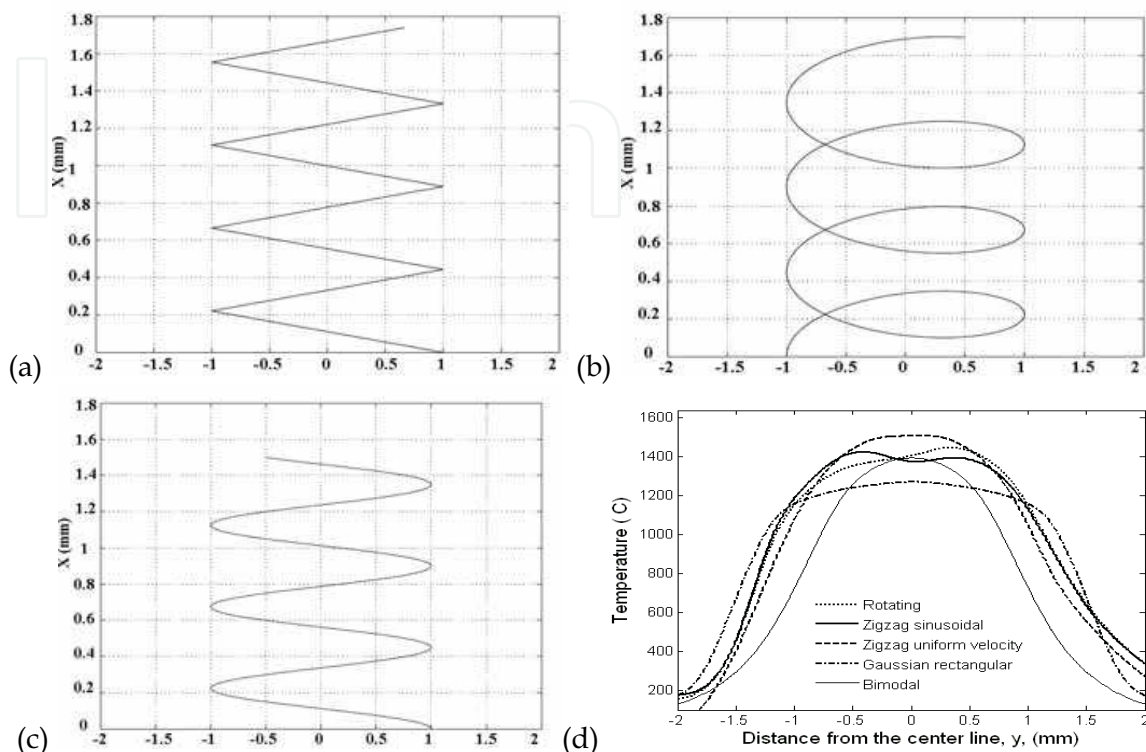 1.8
1.6
1.4
1.2
1
0.8
0.6
0.4
0.2
0
X (mm)
-2 -1.5 -1 -0.5 0 0.5 1 1.5 2
(a)
1.8
1.6
1.4
1.2
1
0.8
0.6
0.4
0.2
0
X (mm)
-2 -1.5 -1 -0.5 0 0.5 1 1.5 2
(b)
1.8
1.6
1.4
1.2
1
0.8
0.6
0.4
0.2
0
X (mm)
-2 -1.5 -1 -0.5 0 0.5 1 1.5 2
(c)
1600
1400
1200
1000
800
600
400
200
Temperature ( C)
Rotating
Zigzag sinusoidal
Zigzag uniform velocity
Gaussian rectangular
Bimodal
-2 -1.5 -1 -0.5 0 0.5 1 1.5 2
Distance from the center line, y, (mm)
(d)